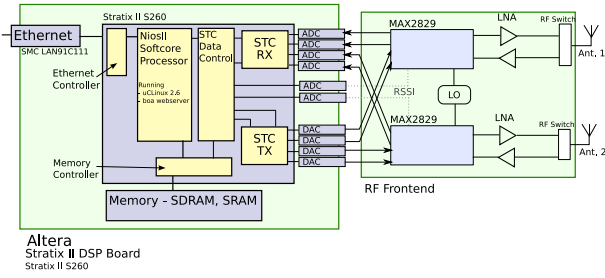 Stratix II S260
Ethernet
SMC LAN91C111
NiosII
Softcore
Processor
Running
- uCLinux 2.6
- boa webserver
STC
Data
Control
STC
RX
STC
TX
Ethernet
Controller
Memory
Controller
Memory - SDRAM, SRAM
ADC
ADC
ADC
ADC
ADC
ADC
DAC
DAC
DAC
DAC
MAX2829
LNA
RF Switch
Ant, 1
RSSI
LO
MAX2829
LNA
RF Switch
Ant, 2
RF Frontend
Altera
Stratix II DSP Board
Stratix II S260